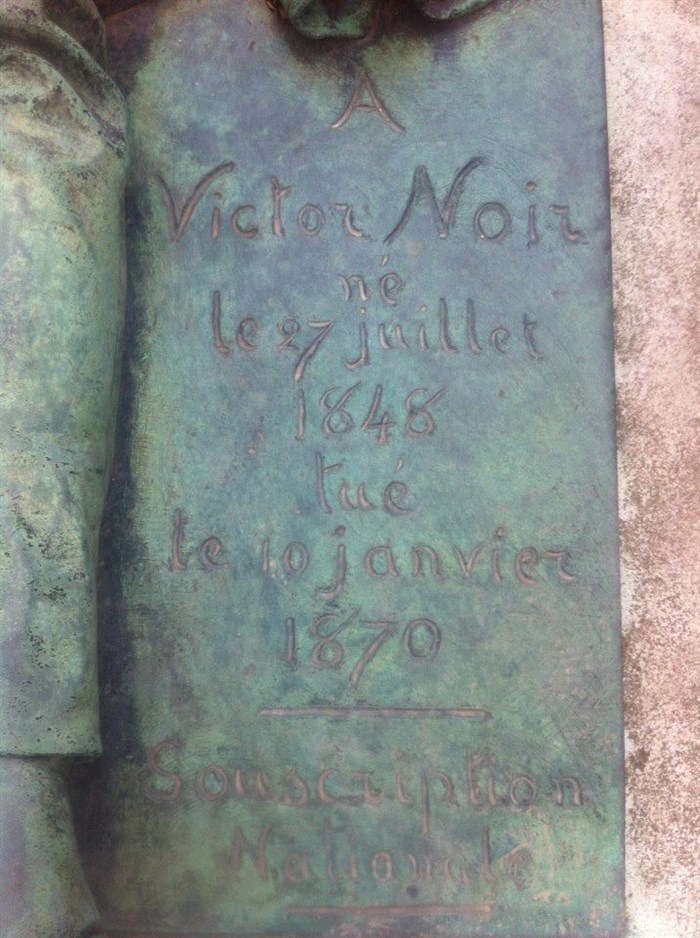 A
Victor Noir
né
le 27 juillet
1848
tué
le 10 janvier
1870
Souscription
Nationale